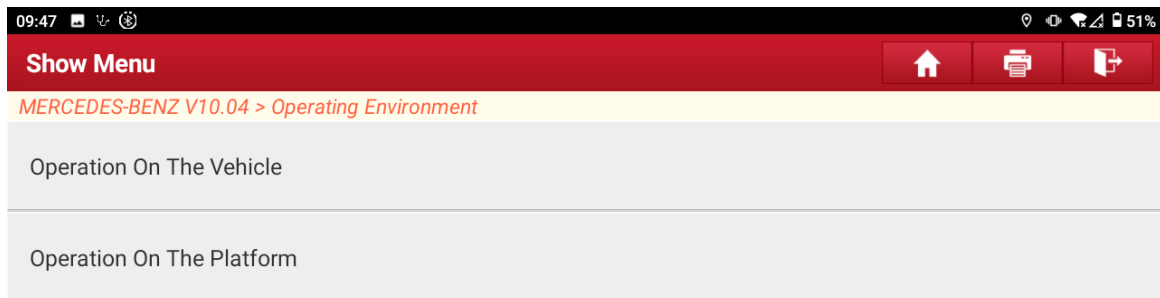 09:47 51%
Show Menu
MERCEDES-BENZ V10.04 > Operating Environment
Operation On The Vehicle
Operation On The Platform